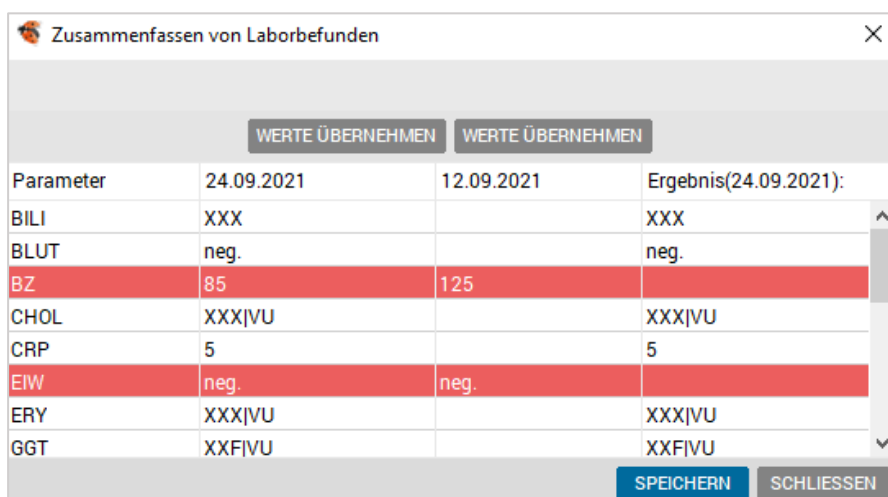 Zusammenfassen von Laborbefunden
WERTE ÜBERNEHMEN WERTE ÜBERNEHMEN
Parameter 24.09.2021 12.09.2021 Ergebnis(24.09.2021):
BILI XXX XXX
BLUT neg. neg.
BZ 85 125
CHOL XXX|VU XXX|VU
CRP 5 5
EIW neg. neg.
ERY XXX|VU XXX|VU
GGT XXF|VU XXF|VU
SPEICHERN SCHLIESSEN